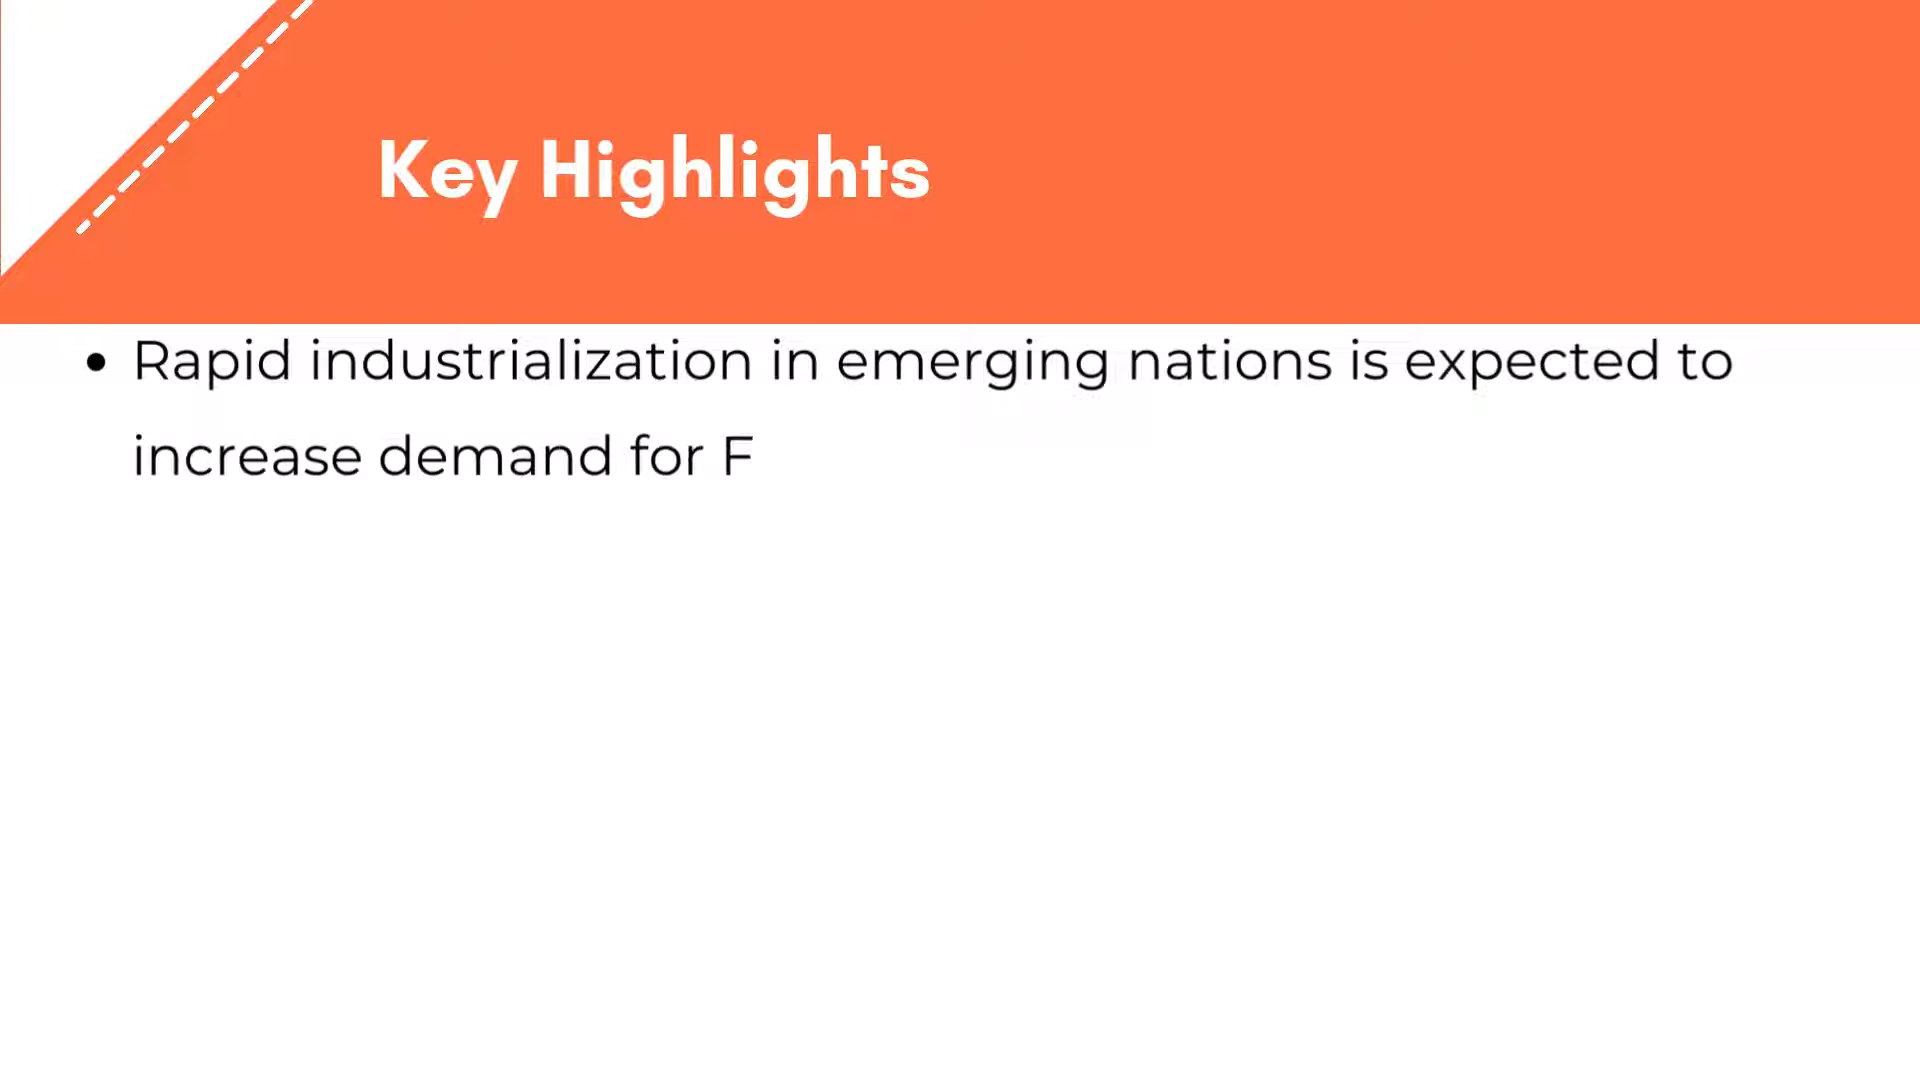 Key Highlights
• Rapid industrialization in emerging nations is expected to
increase demand for F